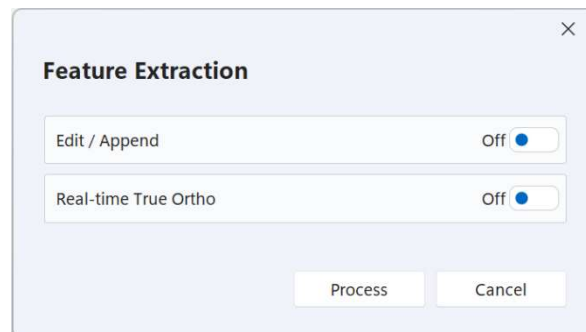 Feature Extraction
Edit / Append Off
Real-time True Ortho Off
Process Cancel